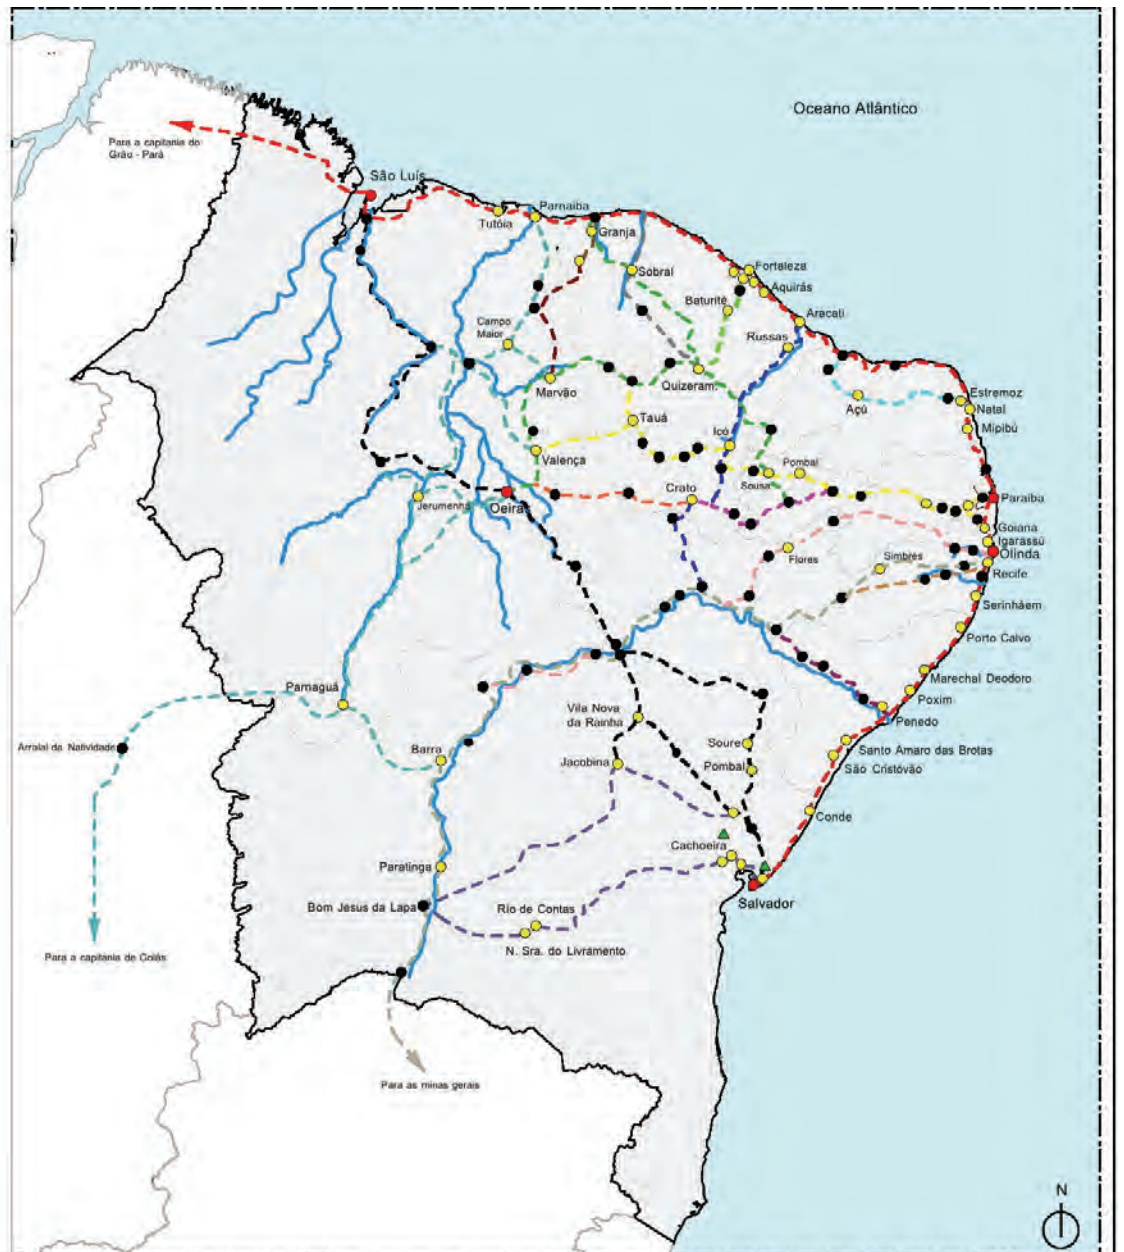 Oceano Atlântico
Para a capitania do
Grão - Pará
São Luís
Tutóia
Parnaíba
Granja
Sobral
Fortaleza
Aquirás
Baturité
Aracati
Russas
Campo
Maior
Marvão
Quizeram.
Açú
Estremoz
Natal
Mipibú
Tauá
Icó
Valença
Sousa
Pombal
Jerumenha
Oeiras
Crato
Paraíba
Goiana
Igarassú
Olinda
Flores
Simbres
Recife
Serinháem
Porto Calvo
Marechal Deodoro
Poxim
Penedo
Parnaguá
Vila Nova
da Rainha
Arraial da Natividade
Barra
Jacobina
Soure
Pombal
Santo Amaro das Brotas
São Cristóvão
Conde
Cachoeira
Paratinga
Bom Jesus da Lapa
Rio de Contas
Salvador
N. Sra. do Livramento
Para a capitania de Goiás
Para as minas gerais
N